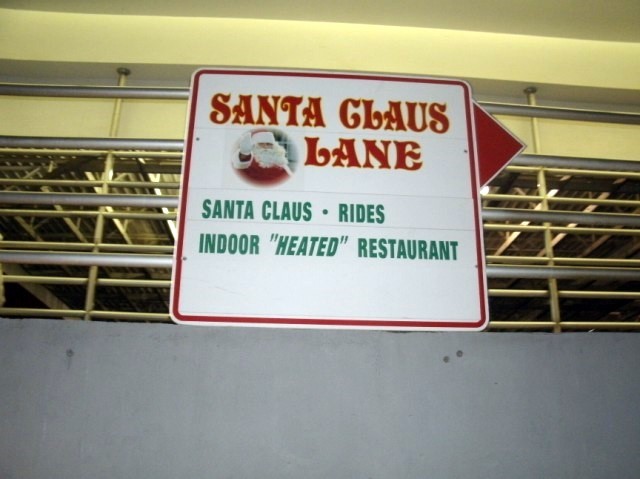 SANTA CLAUS
LANE
SANTA CLAUS • RIDES
INDOOR "HEATED" RESTAURANT